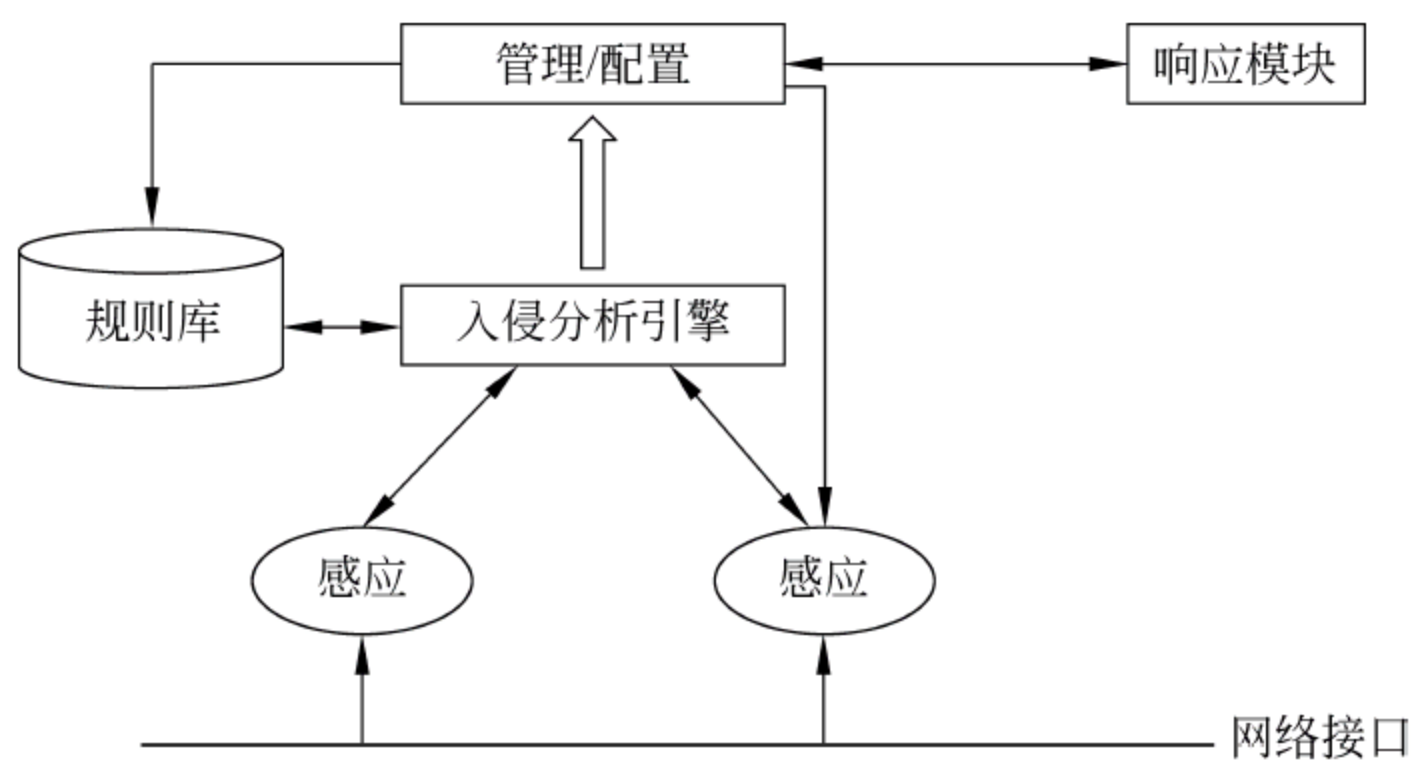 管理/配置
响应模块
规则库
入侵分析引擎
感应
感应
网络接口